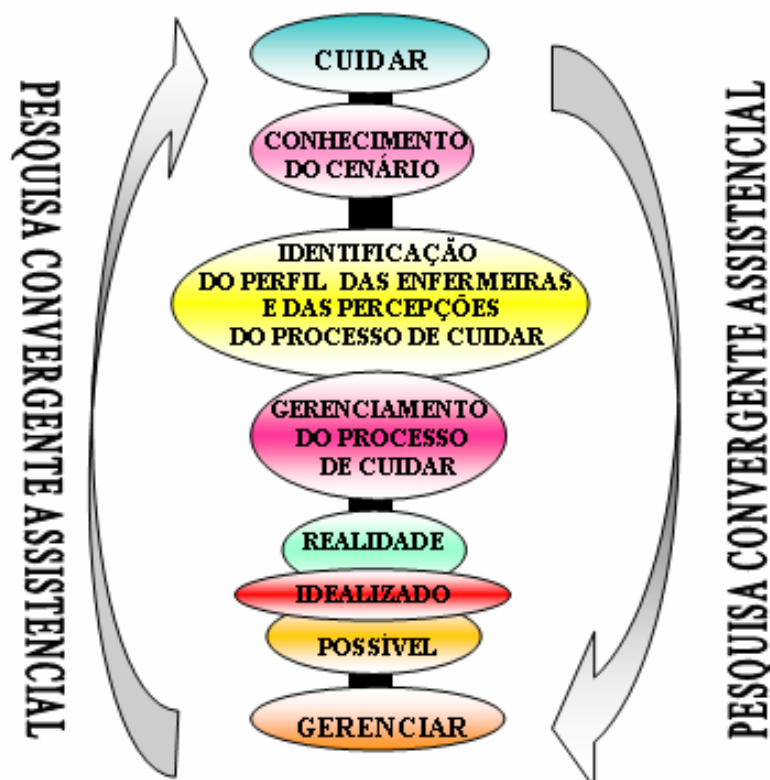 PESQUISA CONVERGENTE ASSISTENCIAL
CUIDAR
CONHECIMENTO
DO CENÁRIO
IDENTIFICAÇÃO
DO PERFIL DAS ENFERMEIRAS
E DAS PERCEPÇÕES
DO PROCESSO DE CUIDAR
GERENCIAMENTO
DO PROCESSO
DE CUIDAR
REALIDADE
IDEALIZADO
POSSÍVEL
GERENCIAR
PESQUISA CONVERGENTE ASSISTENCIAL